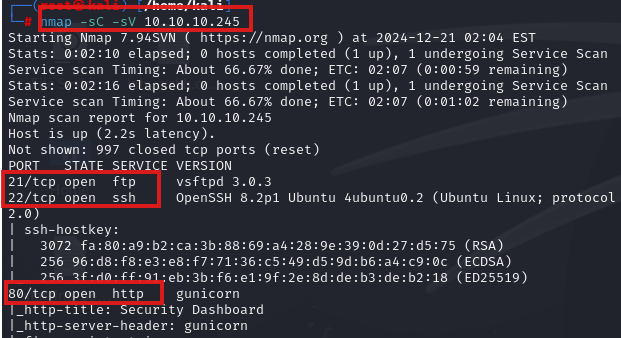 (root㉿kali) [/home/kali]
# nmap -sC -sV 10.10.10.245
Starting Nmap 7.94SVN ( https://nmap.org ) at 2024-12-21 02:04 EST
Stats: 0:02:10 elapsed; 0 hosts completed (1 up), 1 undergoing Service Scan
Service scan Timing: About 66.67% done; ETC: 02:07 (0:00:59 remaining)
Stats: 0:02:16 elapsed; 0 hosts completed (1 up), 1 undergoing Service Scan
Service scan Timing: About 66.67% done; ETC: 02:07 (0:01:02 remaining)
Nmap scan report for 10.10.10.245
Host is up (2.2s latency).
Not shown: 997 closed tcp ports (reset)
PORT   STATE SERVICE VERSION
21/tcp open  ftp     vsftpd 3.0.3
22/tcp open  ssh     OpenSSH 8.2p1 Ubuntu 4ubuntu0.2 (Ubuntu Linux; protocol
2.0)
| ssh-hostkey:
|   3072 fa:80:a9:b2:ca:3b:88:69:a4:28:9e:39:0d:27:d5:75 (RSA)
|   256 96:d8:f8:e3:e8:f7:71:36:c5:49:d5:9d:b6:a4:c9:0c (ECDSA)
|_  256 3f:d0:ff:91:eb:3b:f6:e1:9f:2e:8d:de:b3:de:b2:18 (ED25519)
80/tcp open  http    gunicorn
|_http-title: Security Dashboard
|_http-server-header: gunicorn